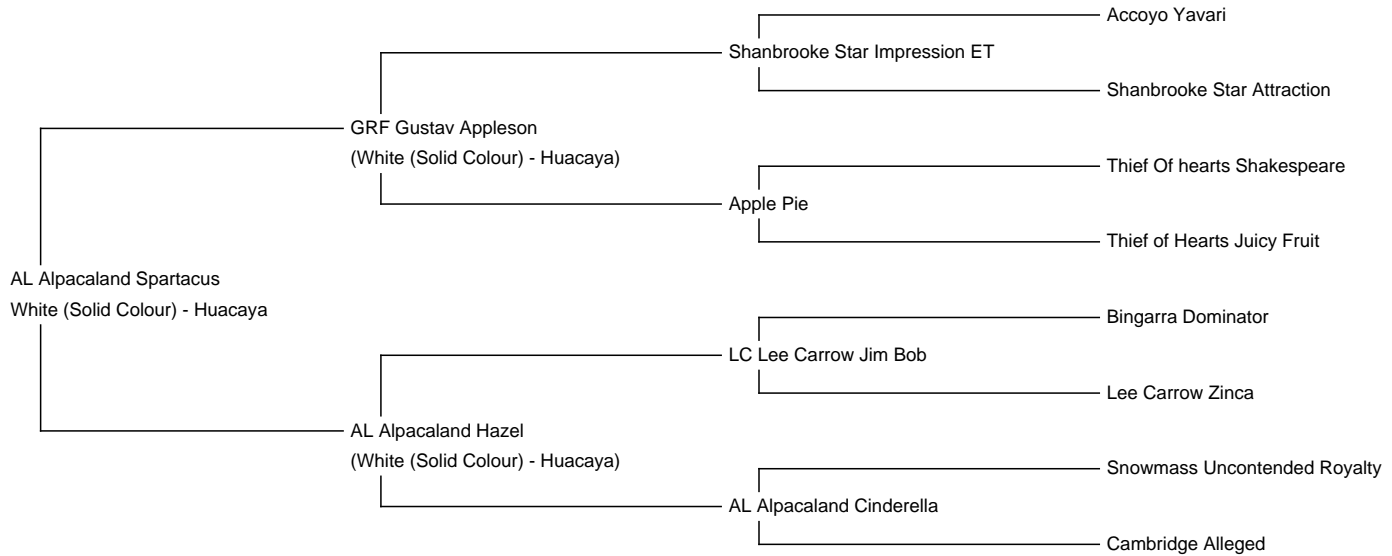 Accoyo Yavari
Shanbrooke Star Impression ET
Shanbrooke Star Attraction
GRF Gustav Appleson
(White (Solid Colour) - Huacaya)
Thief Of hearts Shakespeare
Apple Pie
Thief of Hearts Juicy Fruit
AL Alpacaland Spartacus
White (Solid Colour) - Huacaya
Bingarra Dominator
LC Lee Carrow Jim Bob
Lee Carrow Zinca
AL Alpacaland Hazel
(White (Solid Colour) - Huacaya)
Snowmass Uncontended Royalty
AL Alpacaland Cinderella
Cambridge Alleged